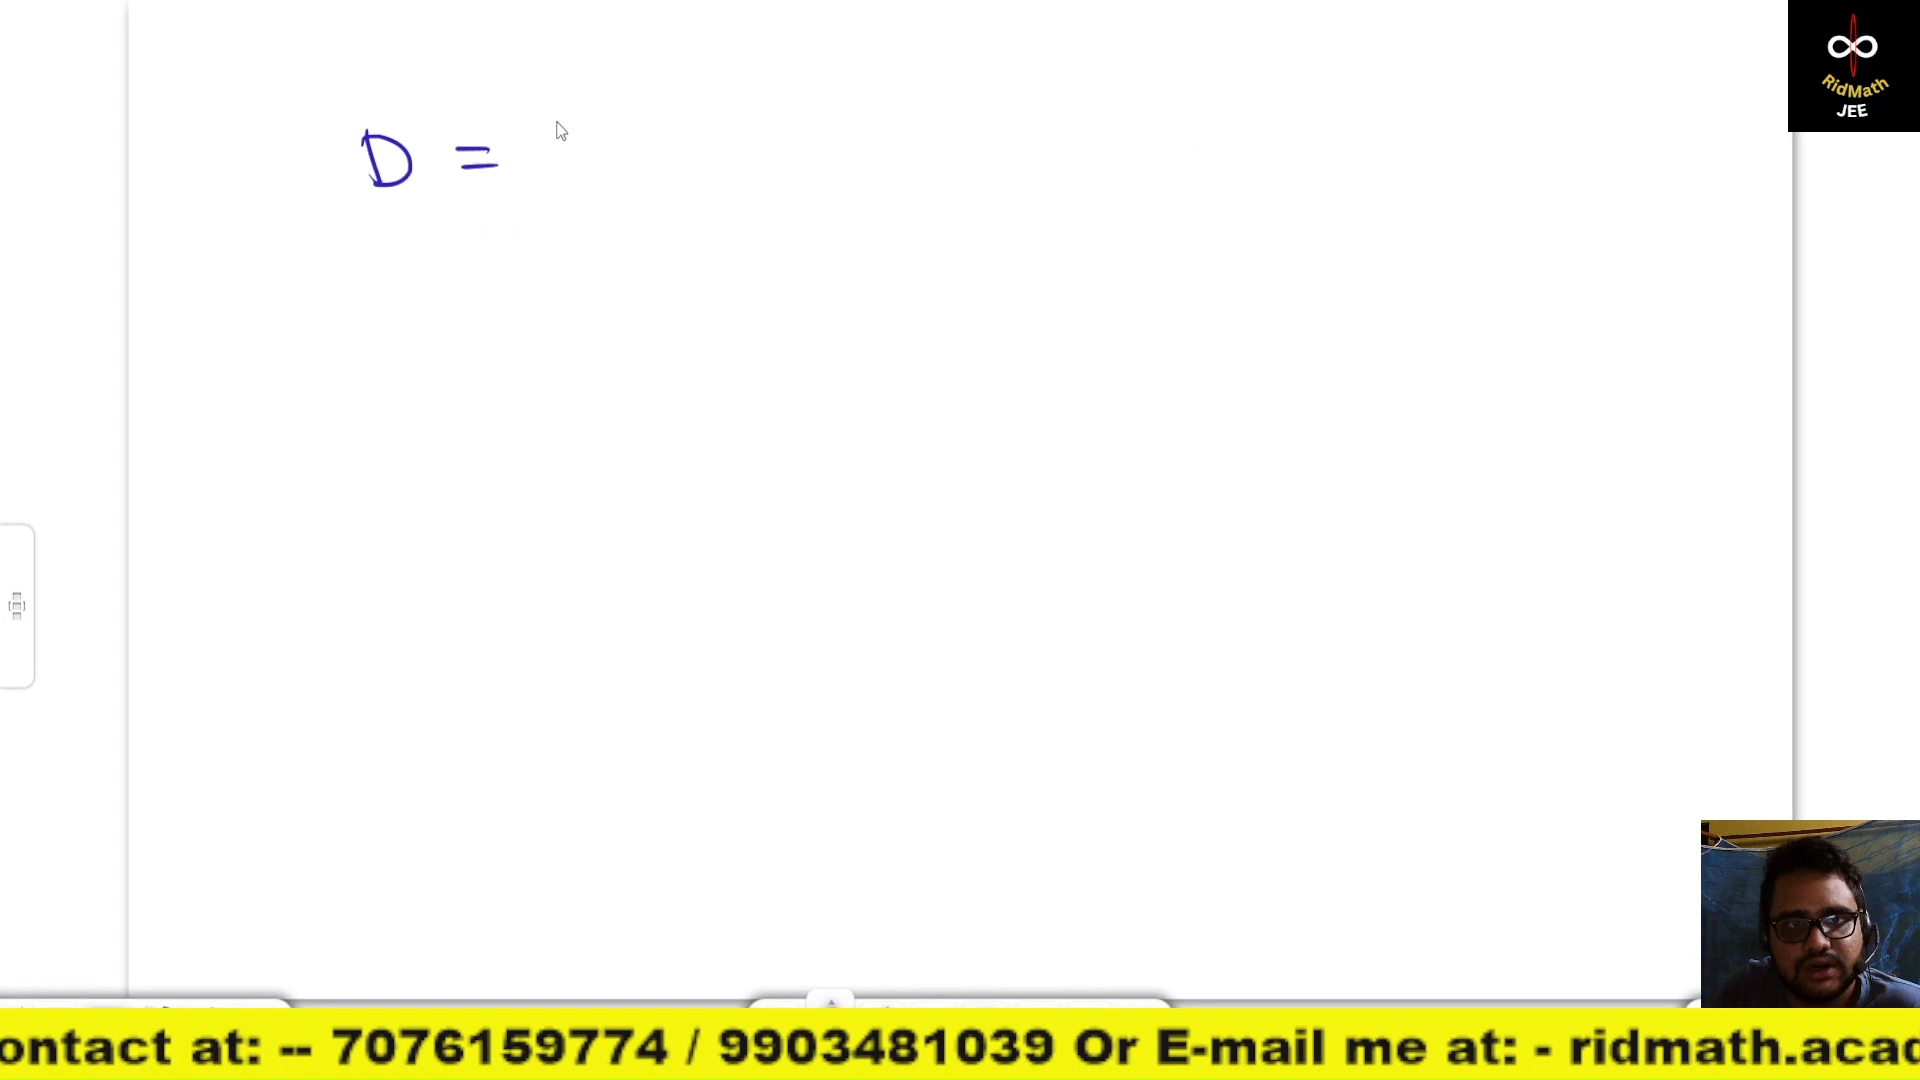 RidMath
JEE
D =
ontact at: -- 7076159774 / 9903481039 Or E-mail me at: - ridmath.acad